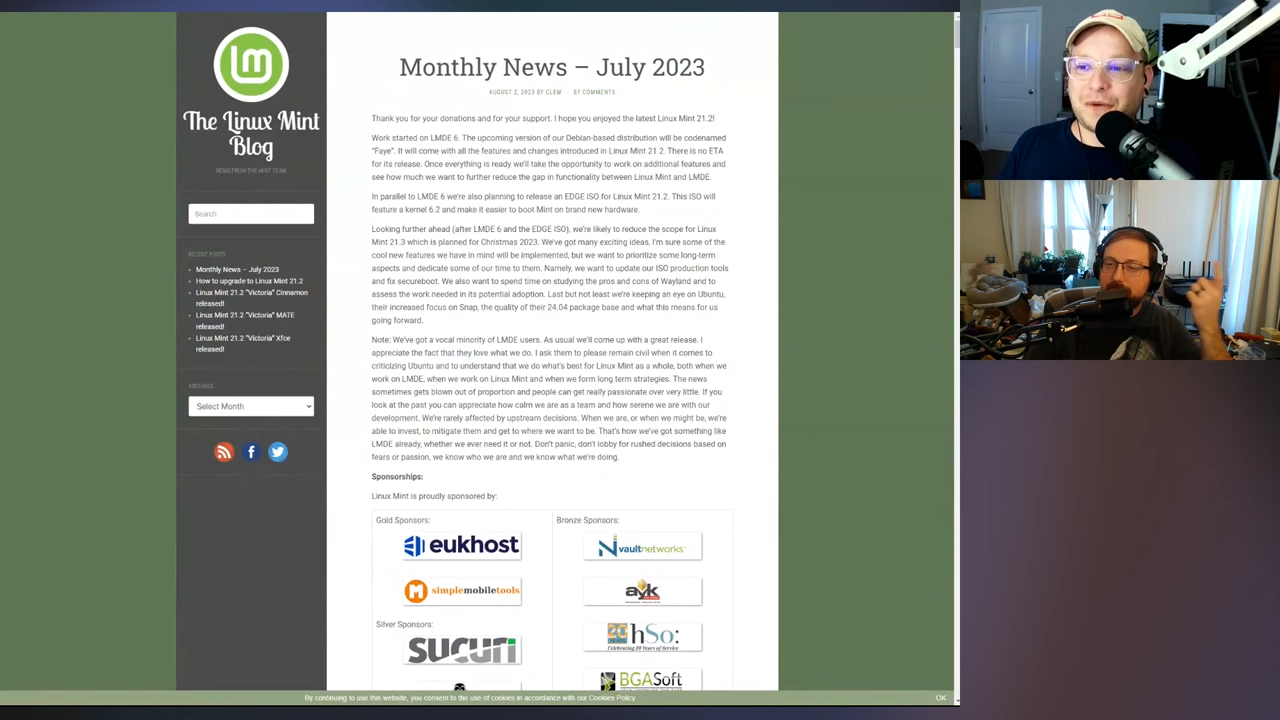 lm
The Linux Mint
Blog
NEWS FROM THE MINT TEAM
Search
RECENT POSTS
Monthly News – July 2023
How to upgrade to Linux Mint 21.2
Linux Mint 21.2 “Victoria” Cinnamon
released!
Linux Mint 21.2 “Victoria” MATE
released!
Linux Mint 21.2 “Victoria” Xfce
released!
ARCHIVES
Select Month
Monthly News – July 2023
AUGUST 2, 2023 BY CLEM · 87 COMMENTS
Thank you for your donations and for your support. I hope you enjoyed the latest Linux Mint 21.2!
Work started on LMDE 6. The upcoming version of our Debian-based distribution will be codenamed
“Faye”. It will come with all the features and changes introduced in Linux Mint 21.2. There is no ETA
for its release. Once everything is ready we'll take the opportunity to work on additional features and
see how much we want to further reduce the gap in functionality between Linux Mint and LMDE.
In parallel to LMDE 6 we're also planning to release an EDGE ISO for Linux Mint 21.2. This ISO will
feature a kernel 6.2 and make it easier to boot Mint on brand new hardware.
Looking further ahead (after LMDE 6 and the EDGE ISO), we're likely to reduce the scope for Linux
Mint 21.3 which is planned for Christmas 2023. We've got many exciting ideas, I'm sure some of the
cool new features we have in mind will be implemented, but we want to prioritize some important
aspects and dedicate some of our time to them. Namely, we want to update our ISO production tools
and fix secureboot. We also want to spend time on studying the pros and cons of Wayland and to
assess the work needed in its potential adoption. Last but not least we're keeping an eye on Ubuntu,
their increased focus on Snap, the quality of their 24.04 package base and what this means for us
going forward.
Note: We've got a vocal minority of LMDE users. As usual we'll come up with a great release. I
appreciate the fact that they love what we do. I ask them to please remain civil when it comes to
criticizing Ubuntu and to understand that we do what's best for Linux Mint as a whole, both when we
work on LMDE, when we work on Linux Mint and when we form long term strategies. The news
sometimes gets blown out of proportion and people can get really passionate over very little. If you
look at the past you can appreciate how calm we are as a team and how serene we are with our
development. We're rarely affected by upstream decisions. When we are, or when we might be, we're
able to invest, to mitigate them and get to where we want to be. That's how we've got something like
LMDE already, whether we ever need it or not. Don't panic, don't lobby for rushed decisions based on
fears or passion, we know who we are and we know what we're doing.
Sponsorships:
Linux Mint is proudly sponsored by:
Gold Sponsors:
eukhost
simplemobiletools
Silver Sponsors:
SUCURI
Bronze Sponsors:
vaultnetworks
ayk
20 YEARS hSo:
Celebrating 20 Years of Service
BGASoft
By continuing to use this website, you consent to the use of cookies in accordance with our Cookies Policy.
OK